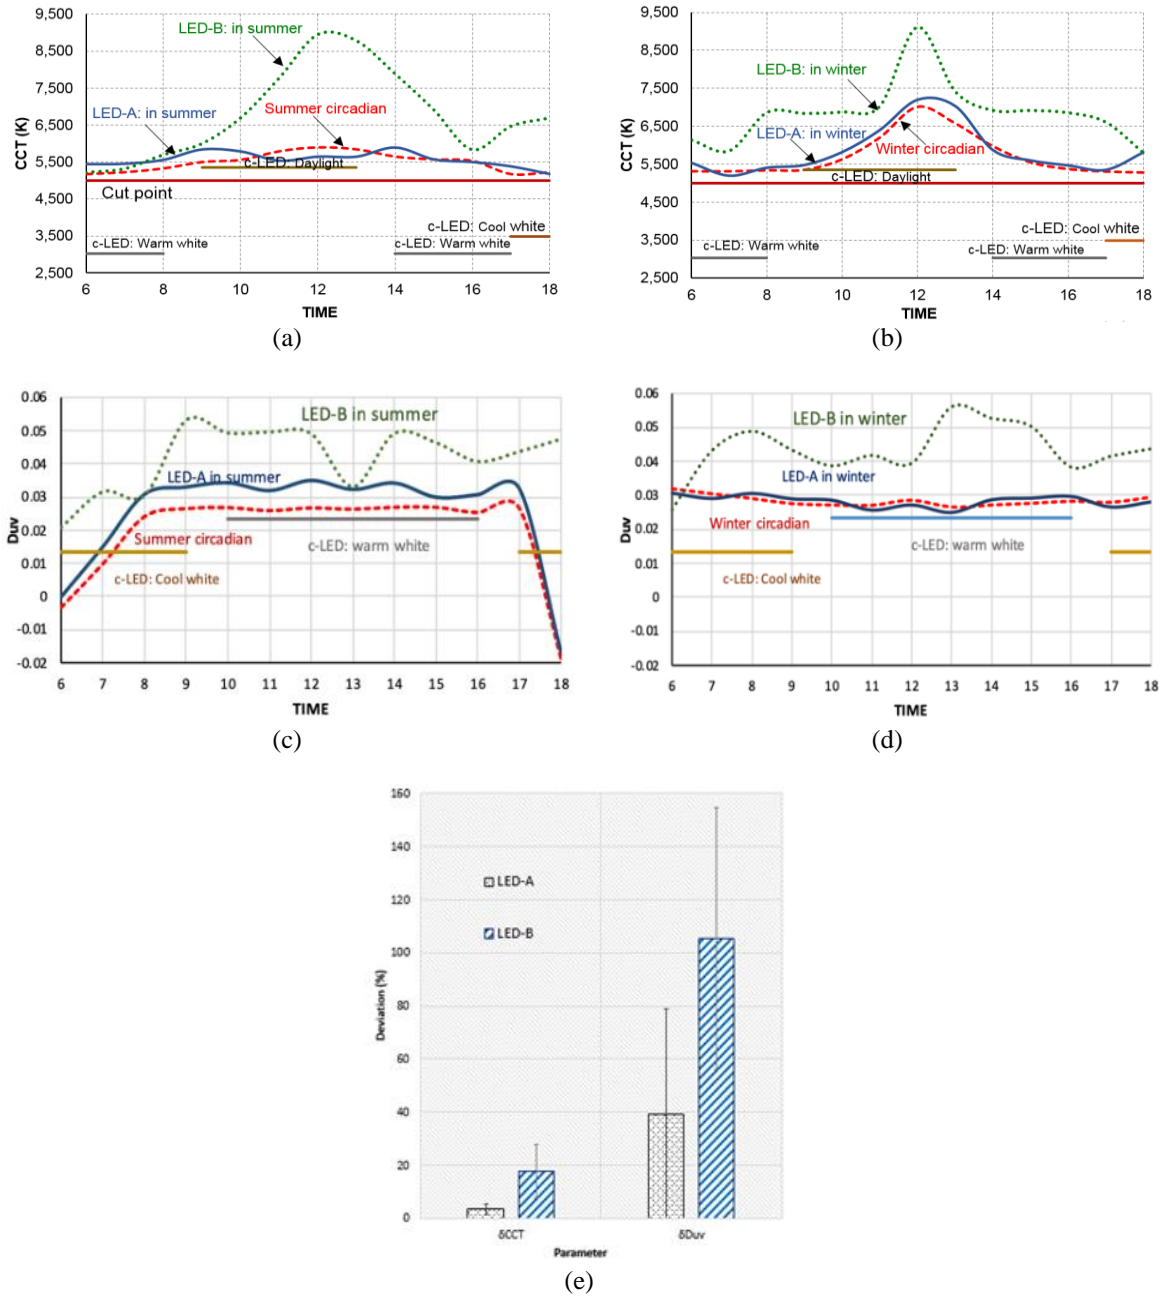 9,500
8,500
7,500
6,500
5,500
4,500
3,500
2,500
CCT (K)
LED-B: in summer
LED-A: in summer
Summer circadian
c-LED: Daylight
Cut point
c-LED: Cool white
c-LED: Warm white
c-LED: Warm white
6 8 10 12 14 16 18
TIME
(a)
9,500
8,500
7,500
6,500
5,500
4,500
3,500
2,500
CCT (K)
LED-B: in winter
LED-A: in winter
Winter circadian
c-LED: Daylight
c-LED: Cool white
c-LED: Warm white
c-LED: Warm white
6 8 10 12 14 16 18
TIME
(b)
0.06
0.05
0.04
0.03
0.02
0.01
0
-0.01
-0.02
Duv
LED-B in summer
LED-A in summer
Summer circadian
c-LED: warm white
c-LED: Cool white
6 7 8 9 10 11 12 13 14 15 16 17 18
TIME
(c)
0.06
0.05
0.04
0.03
0.02
0.01
0
-0.01
-0.02
Duv
LED-B in winter
LED-A in winter
Winter circadian
c-LED: warm white
c-LED: Cool white
6 7 8 9 10 11 12 13 14 15 16 17 18
TIME
(d)
160
140
120
100
80
60
40
20
0
Deviation (%)
LED-A
LED-B
δCCT δDuv
Parameter
(e)